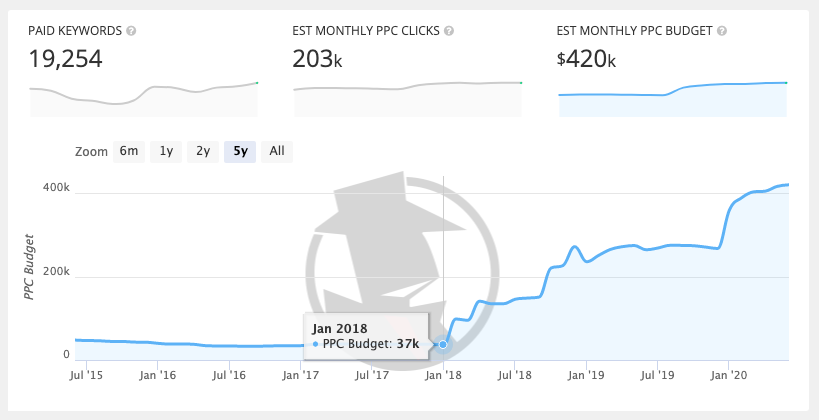 PAID KEYWORDS ?
19,254
EST MONTHLY PPC CLICKS ?
203k
EST MONTHLY PPC BUDGET ?
$420k
Zoom 6m 1y 2y 5y All
400k
200k
0
PPC Budget
Jan 2018
● PPC Budget: 37k
Jul '15 Jan '16 Jul '16 Jan '17 Jul '17 Jan '18 Jul '18 Jan '19 Jul '19 Jan '20